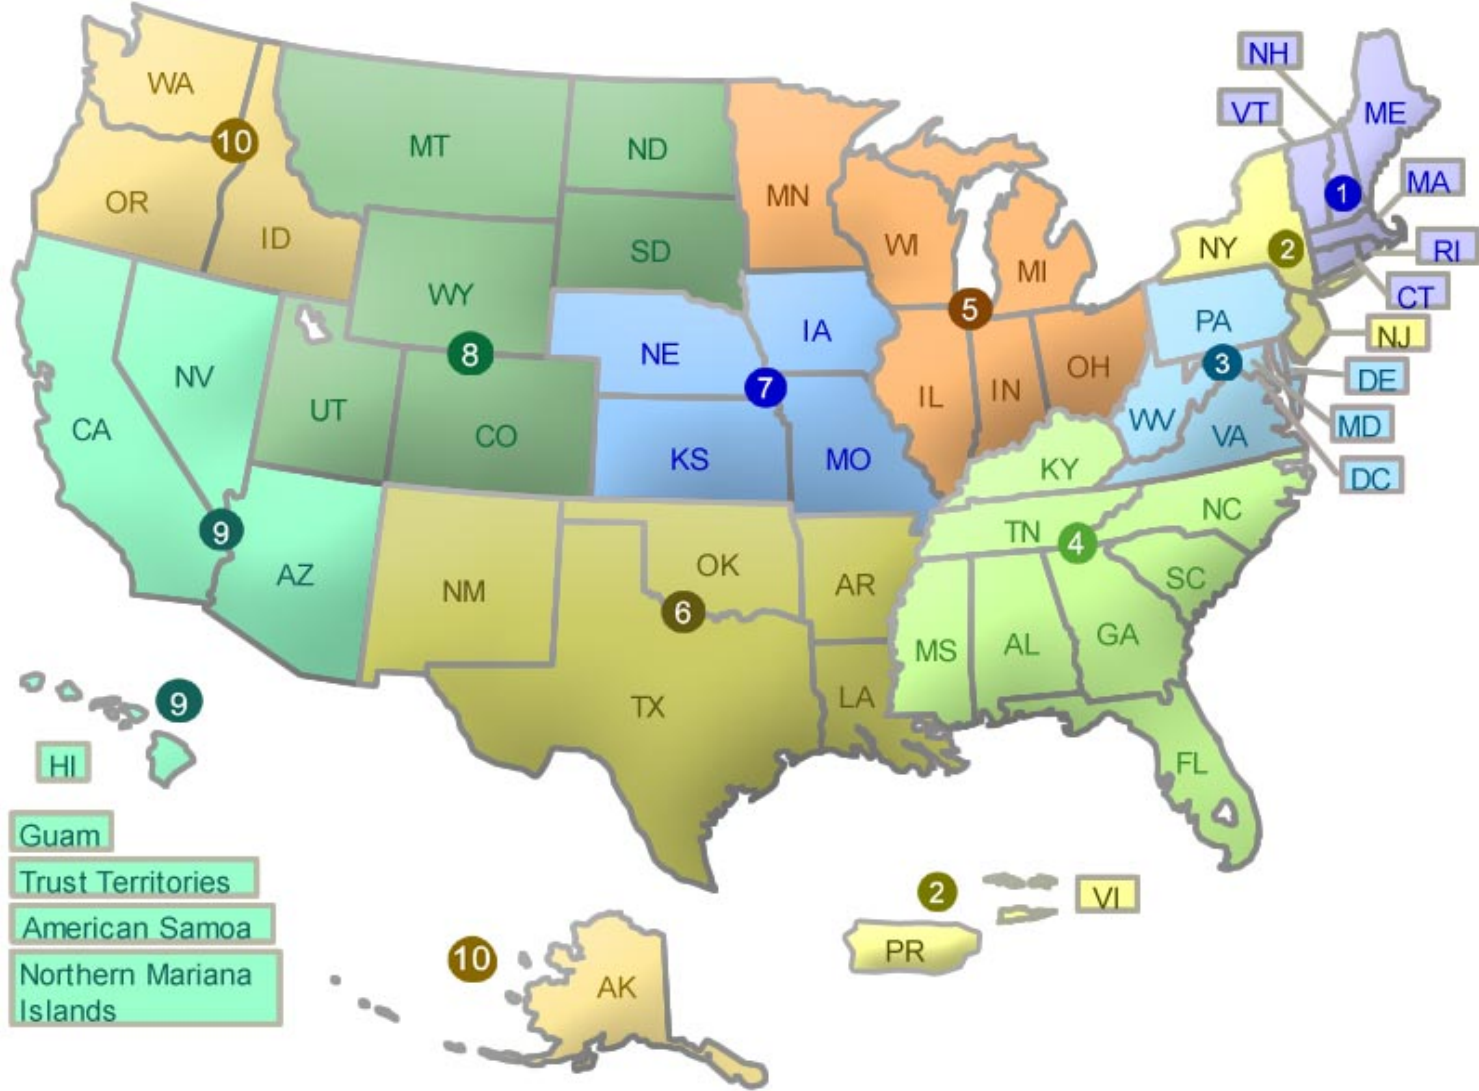 NH
VT
ME
WA
10
MT
ND
MN
MA
1
OR
ID
SD
WI
MI
NY
2
RI
WY
CT
5
8
IA
PA
NJ
NE
3
NV
7
OH
DE
UT
CO
IL
IN
CA
WV
MD
VA
KS
MO
KY
DC
NC
9
TN
4
AZ
NM
OK
AR
SC
6
MS
AL
GA
TX
LA
9
HI
FL
Guam
Trust Territories
2
VI
American Samoa
PR
10
Northern Mariana
Islands
AK